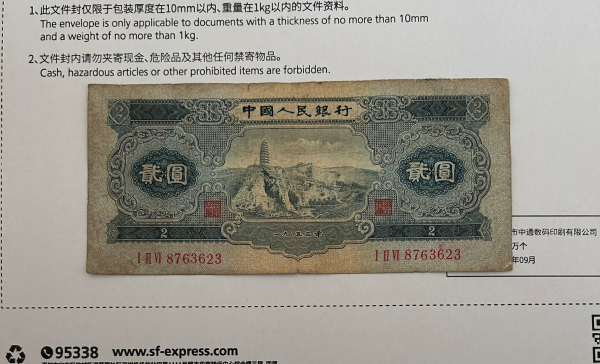 1、此文件封仅限于包装厚度在10mm以内、重量在1kg以内的文件资料。
The envelope is only applicable to documents with a thickness of no more than 10mm
and a weight of no more than 1kg.
2、文件封内请勿夹寄现金、危险品及其他任何禁寄物品。
Cash, hazardous articles or other prohibited items are forbidden.
2 2
中國人民銀行
貳圓 貳圓
2 一九五三年 2
I II VI 8763623 I II VI 8763623
市中通数码印刷有限公司
万个
年09月
95338 www.sf-express.com